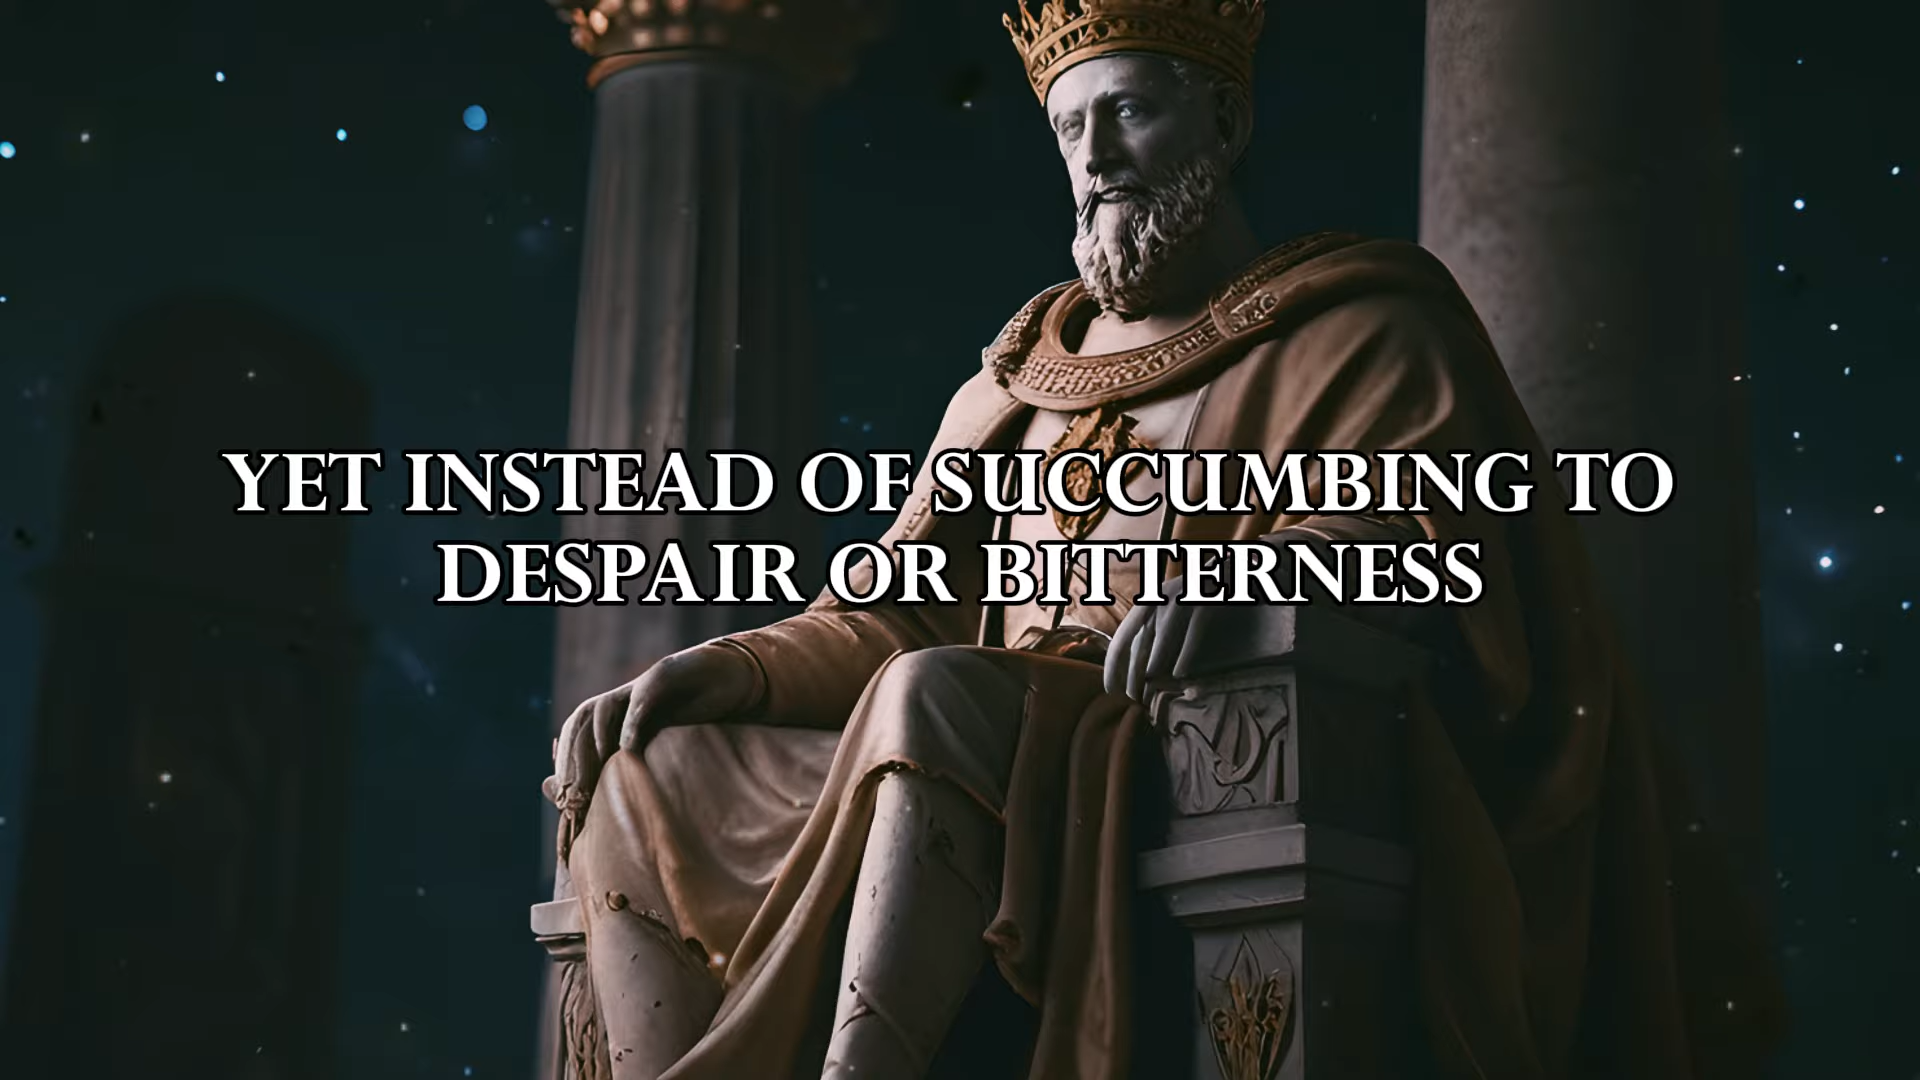 YET INSTEAD OF SUCCUMBING TO
DESPAIR OR BITTERNESS